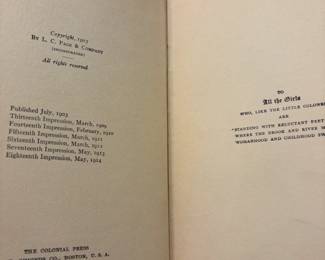 Copyright, 1903
BY L. C. PAGE & COMPANY
(INCORPORATED)
All rights reserved
Published July, 1903
Thirteenth Impression, March, 1909
Fourteenth Impression, February, 1910
Fifteenth Impression, March, 1911
Sixteenth Impression, March, 1912
Seventeenth Impression, May, 1913
Eighteenth Impression, May, 1914
THE COLONIAL PRESS
CO., BOSTON, U. S. A.
TO
All the Girls
WHO, LIKE THE LITTLE COLONEL
ARE
"STANDING WITH RELUCTANT
WHERE THE BROOK AND RIVER
WOMANHOOD AND CHILDHOOD